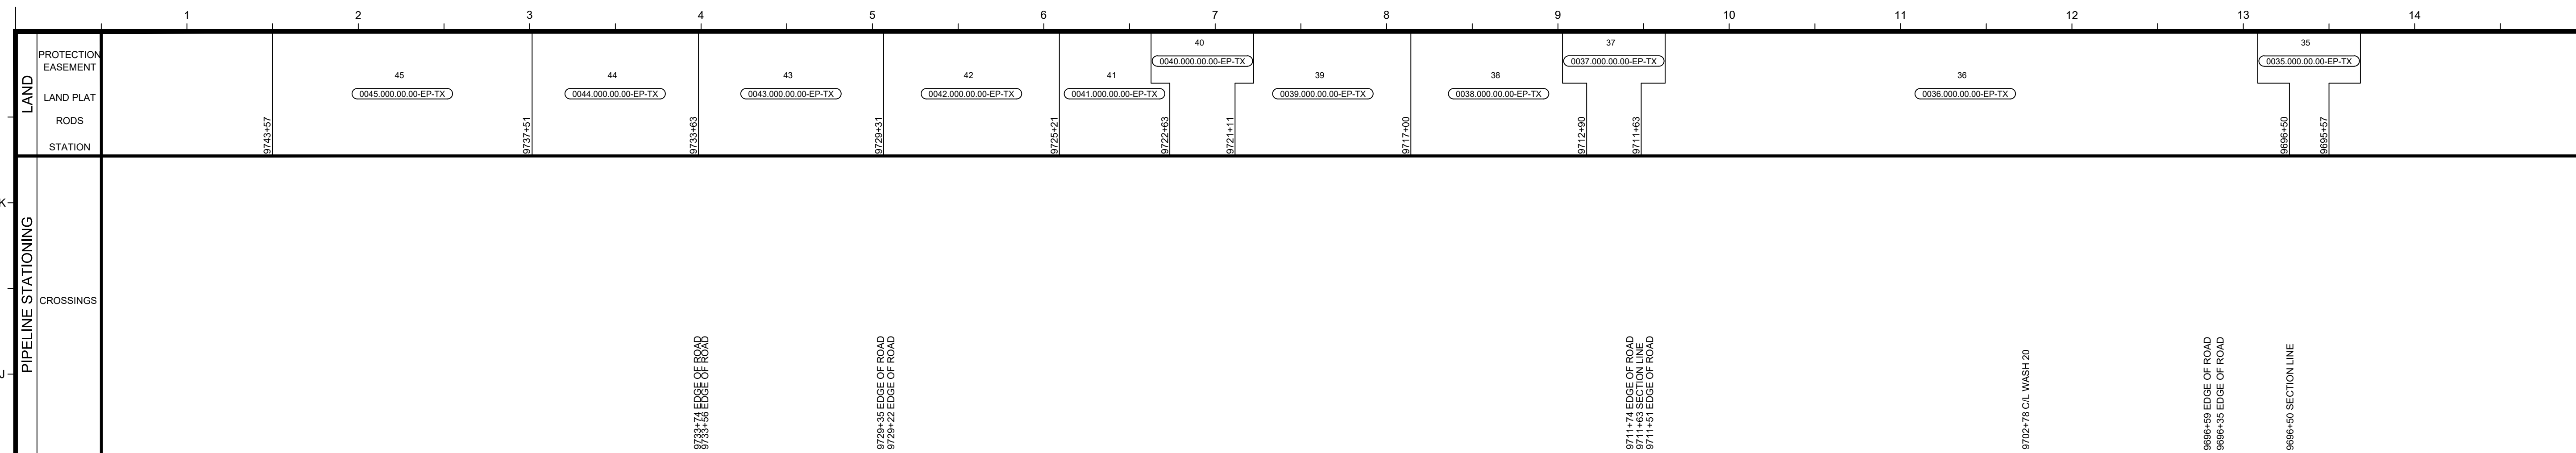 1 2 3 4 5 6 7 8 9 10 11 12 13 14
LAND
PROTECTION
EASEMENT
LAND PLAT
RODS
STATION
45
0045.000.00.00-EP-TX
44
0044.000.00.00-EP-TX
43
0043.000.00.00-EP-TX
42
0042.000.00.00-EP-TX
41
0041.000.00.00-EP-TX
40
0040.000.00.00-EP-TX
39
0039.000.00.00-EP-TX
38
0038.000.00.00-EP-TX
37
0037.000.00.00-EP-TX
36
0036.000.00.00-EP-TX
35
0035.000.00.00-EP-TX
9743+57
9737+51
9733+63
9729+31
9725+21
9722+63
9721+11
9717+00
9712+90
9711+63
9696+50
9695+57
K
J
PIPELINE STATIONING
CROSSINGS
9733+74 EDGE OF ROAD
9733+56 EDGE OF ROAD
9729+35 EDGE OF ROAD
9729+22 EDGE OF ROAD
9711+74 EDGE OF ROAD
9711+63 SECTION LINE
9711+51 EDGE OF ROAD
9702+78 C/L WASH 20
9696+59 EDGE OF ROAD
9696+35 EDGE OF ROAD
9696+50 SECTION LINE